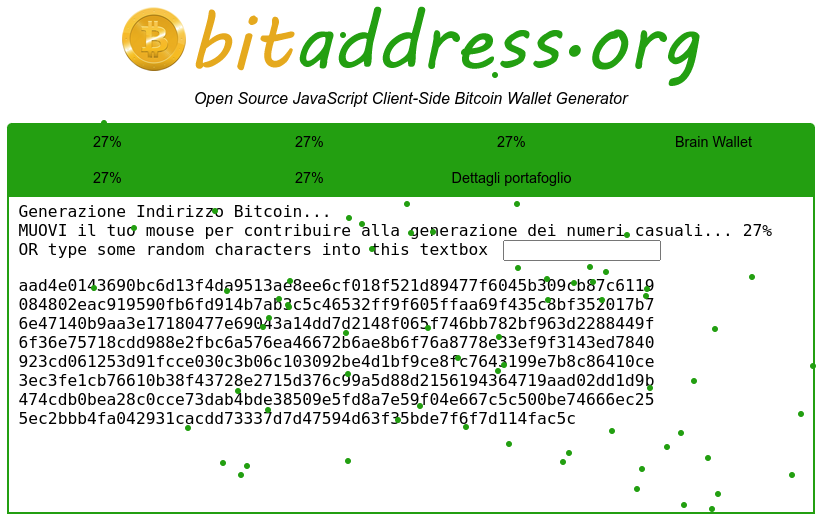 bitaddress.org
Open Source JavaScript Client-Side Bitcoin Wallet Generator
27% 27% 27% Brain Wallet
27% 27% Dettagli portafoglio
Generazione Indirizzo Bitcoin...
MUOVI il tuo mouse per contribuire alla generazione dei numeri casuali... 27%
OR type some random characters into this textbox
aad4e0143690bc6d13f4da9513ae8ee6cf018f521d89477f6045b309cb87c6119
084802eac919590fb6fd914b7ab3c5c46532ff9f605ffaa69f435c8bf352017b7
6e47140b9aa3e17180477e69043a14dd7d2148f065f746bb782bf963d2288449f
6f36e75718cdd988e2fbc6a576ea46672b6ae8b6f76a8778e33ef9f3143ed7840
923cd061253d91fcce030c3b06c103092be4d1bf9ce8fc7643199e7b8c86410ce
3ec3fe1cb76610b38f43728e2715d376c99a5d88d2156194364719aad02dd1d9b
474cdb0bea28c0cce73dab4bde38509e5fd8a7e59f04e667c5c500be74666ec25
5ec2bbb4fa042931cacdd73337d7d47594d63f35bde7f6f7d114fac5c